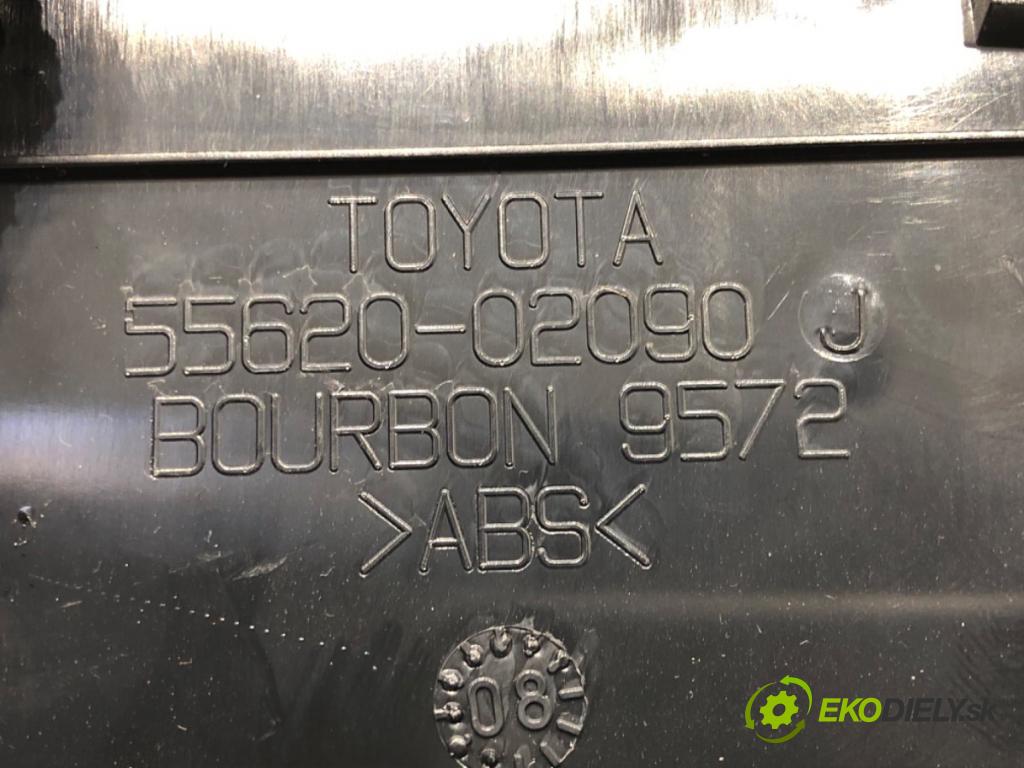 TOYOTA
55620-02090 J
BOURBON 9572
>ABS<
08
EKODIELY.sk